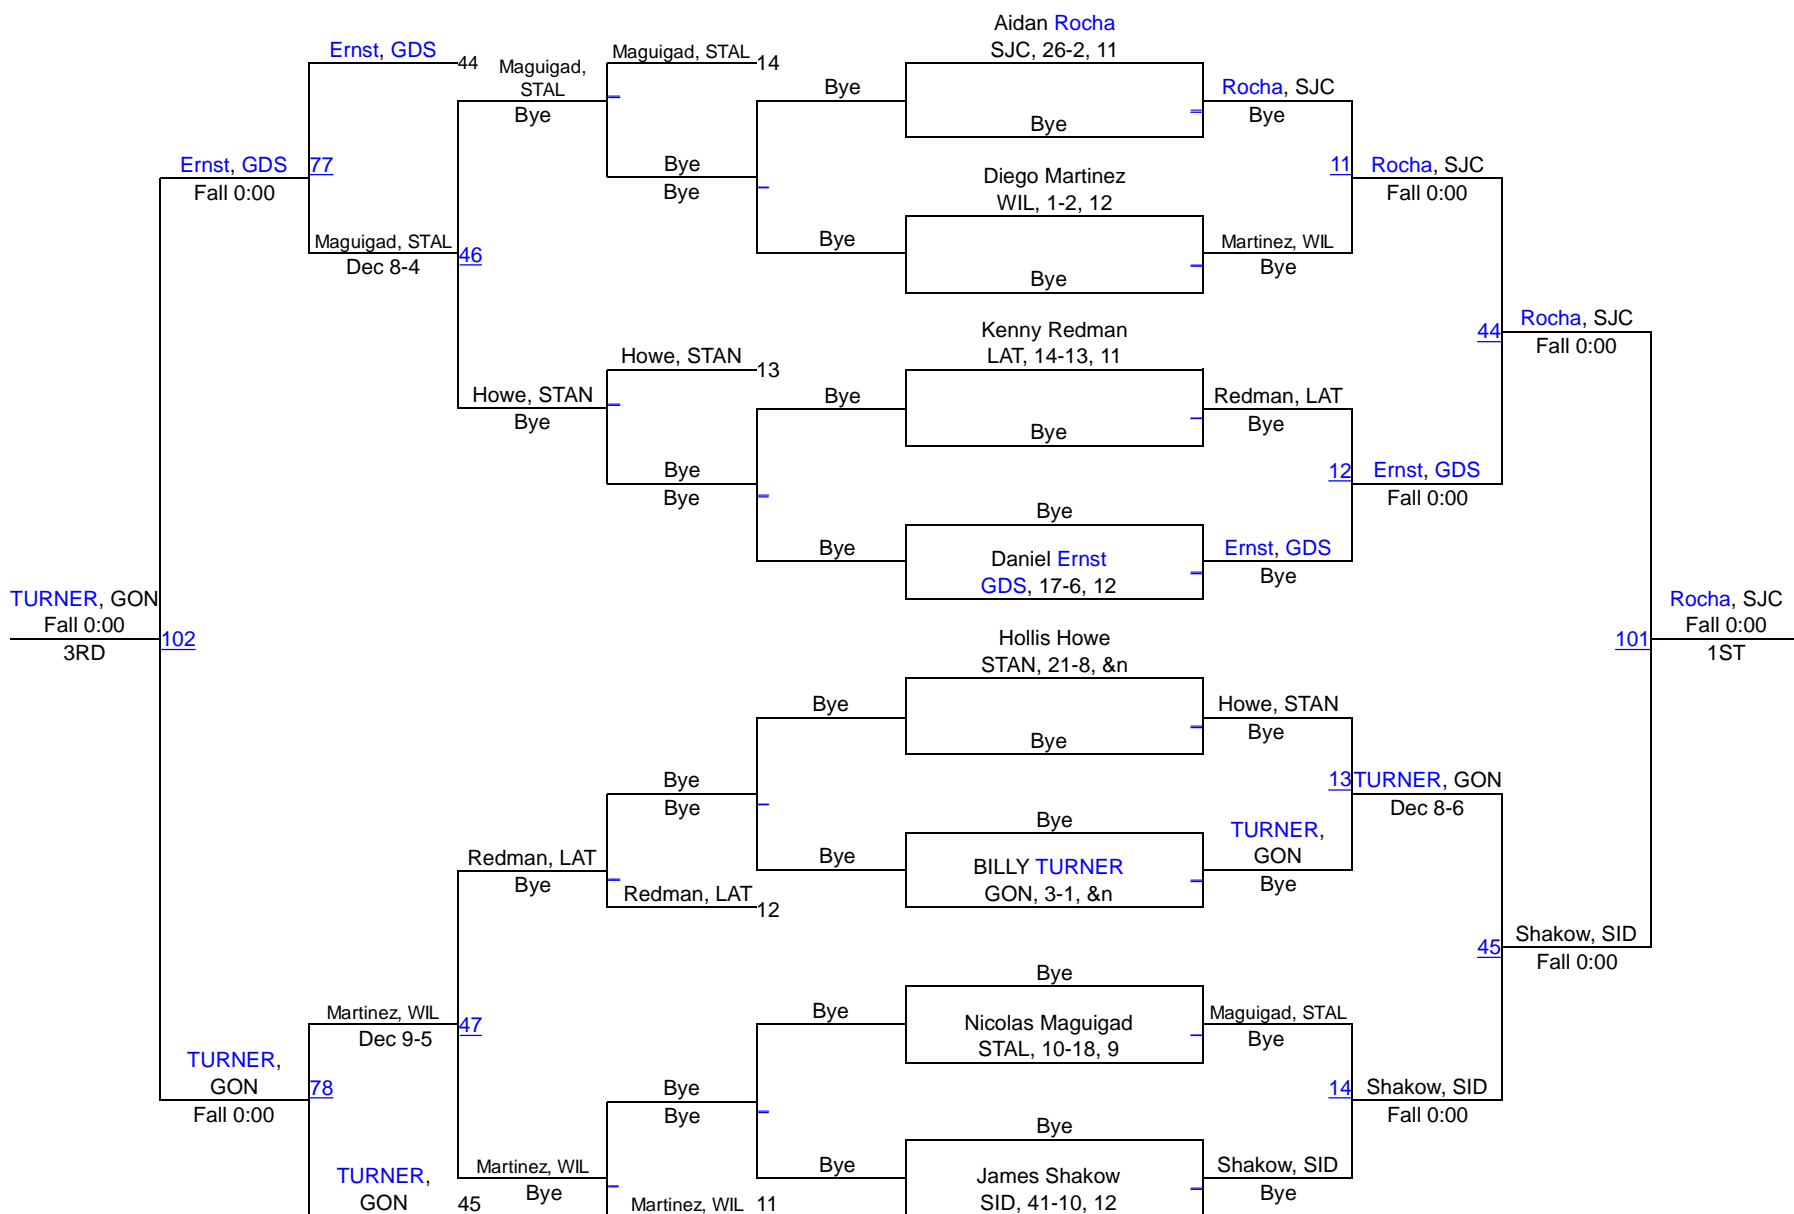 Aidan Rocha
Ernst, GDS
44
Maguigad,
STAL
Bye
Maguigad, STAL
14
SJC, 26-2, 11
Bye
Bye
Rocha, SJC
Bye
Ernst, GDS
77
Fall 0:00
Bye
Bye
Diego Martinez
WIL, 1-2, 12
11
Rocha, SJC
Fall 0:00
Maguigad, STAL
46
Dec 8-4
Bye
Bye
Martinez, WIL
Bye
Kenny Redman
LAT, 14-13, 11
44
Rocha, SJC
Fall 0:00
Howe, STAN
13
Howe, STAN
Bye
Bye
Bye
Redman, LAT
Bye
Bye
Bye
12
Ernst, GDS
Fall 0:00
Bye
Bye
Daniel Ernst
GDS, 17-6, 12
Ernst, GDS
Bye
TURNER, GON
Fall 0:00
3RD
102
Hollis Howe
STAN, 21-8, &n
101
Rocha, SJC
Fall 0:00
1ST
Bye
Bye
Howe, STAN
Bye
Bye
Bye
13
TURNER, GON
Dec 8-6
Redman, LAT
Bye
Redman, LAT
12
Bye
Bye
BILLY TURNER
GON, 3-1, &n
TURNER,
GON
Bye
45
Shakow, SID
Fall 0:00
Martinez, WIL
47
Dec 9-5
Bye
Bye
Nicolas Maguigad
STAL, 10-18, 9
Maguigad, STAL
Bye
TURNER,
GON
78
Fall 0:00
Bye
Bye
14
Shakow, SID
Fall 0:00
TURNER,
GON
45
Martinez, WIL
Bye
Martinez, WIL
11
Bye
Bye
James Shakow
SID, 41-10, 12
Shakow, SID
Bye